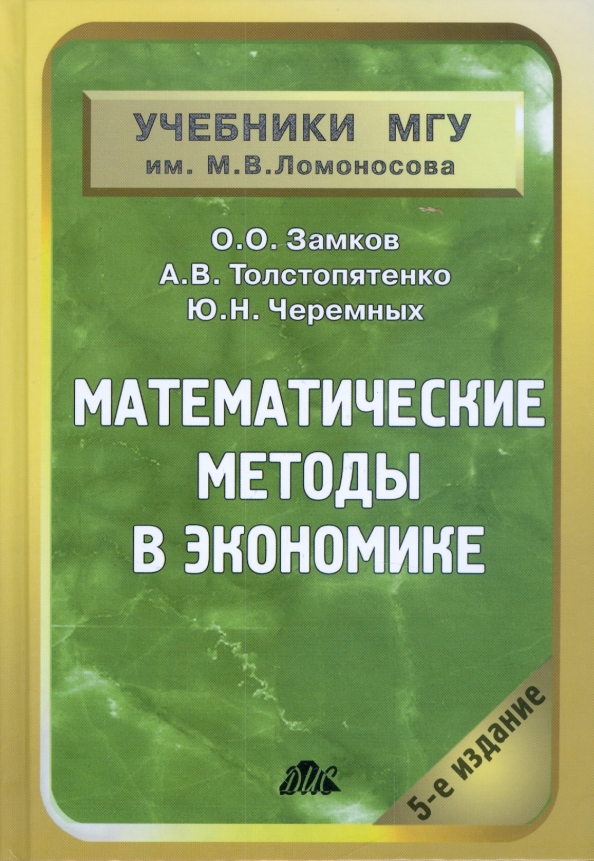 УЧЕБНИКИ МГУ
им. М.В.Ломоносова
О.О. Замков
А.В. Толстопятенко
Ю.Н. Черемных
МАТЕМАТИЧЕСКИЕ
МЕТОДЫ
В ЭКОНОМИКЕ
5-е издание
ДИС